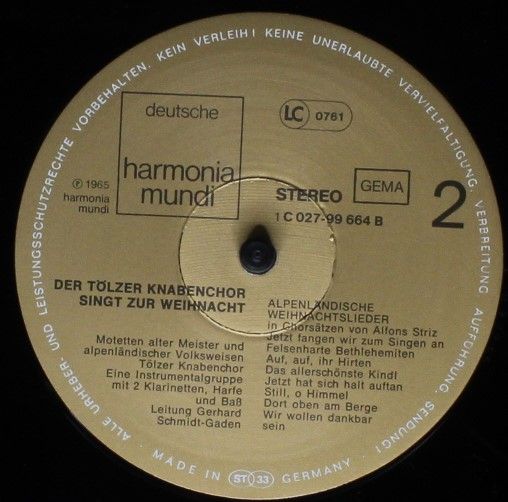 ALLE URHEBER- UND LEISTUNGSSCHUTZRECHTE VORBEHALTEN. KEIN VERLEIH! KEINE UNERLAUBTE VERVIELFÄLTIGUNG, VERBREITUNG AUFFÜHRUNG, SENDUNG!
deutsche
harmonia
mundi
LC 0761
℗ 1965
harmonia
mundi
STEREO
GEMA
1 C 027-99 664 B
2
DER TÖLZER KNABENCHOR
SINGT ZUR WEIHNACHT
Motetten alter Meister und
alpenländischer Volksweisen
Tölzer Knabenchor
Eine Instrumentalgruppe
mit 2 Klarinetten, Harfe
und Baß
Leitung Gerhard
Schmidt-Gaden
ALPENLÄNDISCHE
WEIHNACHTSLIEDER
in Chorsätzen von Alfons Striz
Jetzt fangen wir zum Singen an
Felsenharte Bethlehemiten
Auf, auf, ihr Hirten
Das allerschönste Kindl
Jetzt hat sich halt auftan
Still, o Himmel
Dort oben am Berge
Wir wollen dankbar
sein
· MADE IN ST 33 GERMANY ·